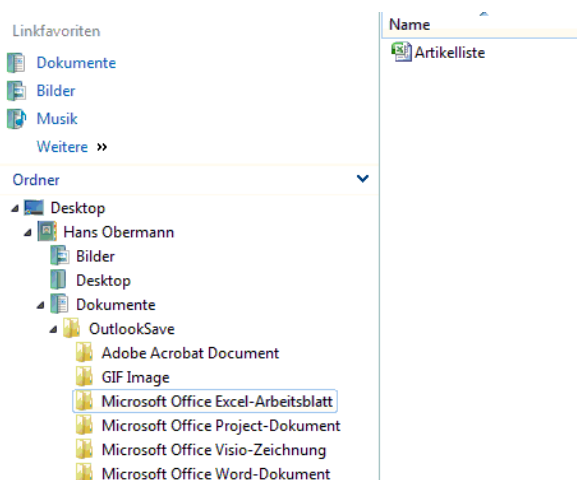 Linkfavoriten
Dokumente
Bilder
Musik
Weitere »
Ordner
Desktop
Hans Obermann
Bilder
Desktop
Dokumente
OutlookSave
Adobe Acrobat Document
GIF Image
Microsoft Office Excel-Arbeitsblatt
Microsoft Office Project-Dokument
Microsoft Office Visio-Zeichnung
Microsoft Office Word-Dokument
Name
Artikelliste